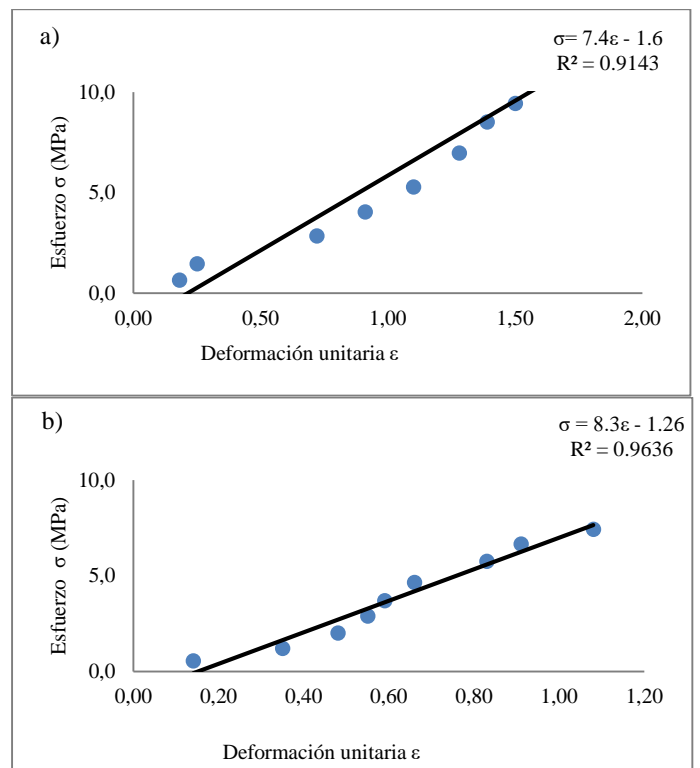 a)
σ= 7.4ε - 1.6
R² = 0.9143
10,0
5,0
0,0
Esfuerzo σ (MPa)
0,00 0,50 1,00 1,50 2,00
Deformación unitaria ε
b)
σ = 8.3ε - 1.26
R² = 0.9636
10,0
5,0
0,0
Esfuerzo σ (MPa)
0,00 0,20 0,40 0,60 0,80 1,00 1,20
Deformación unitaria ε